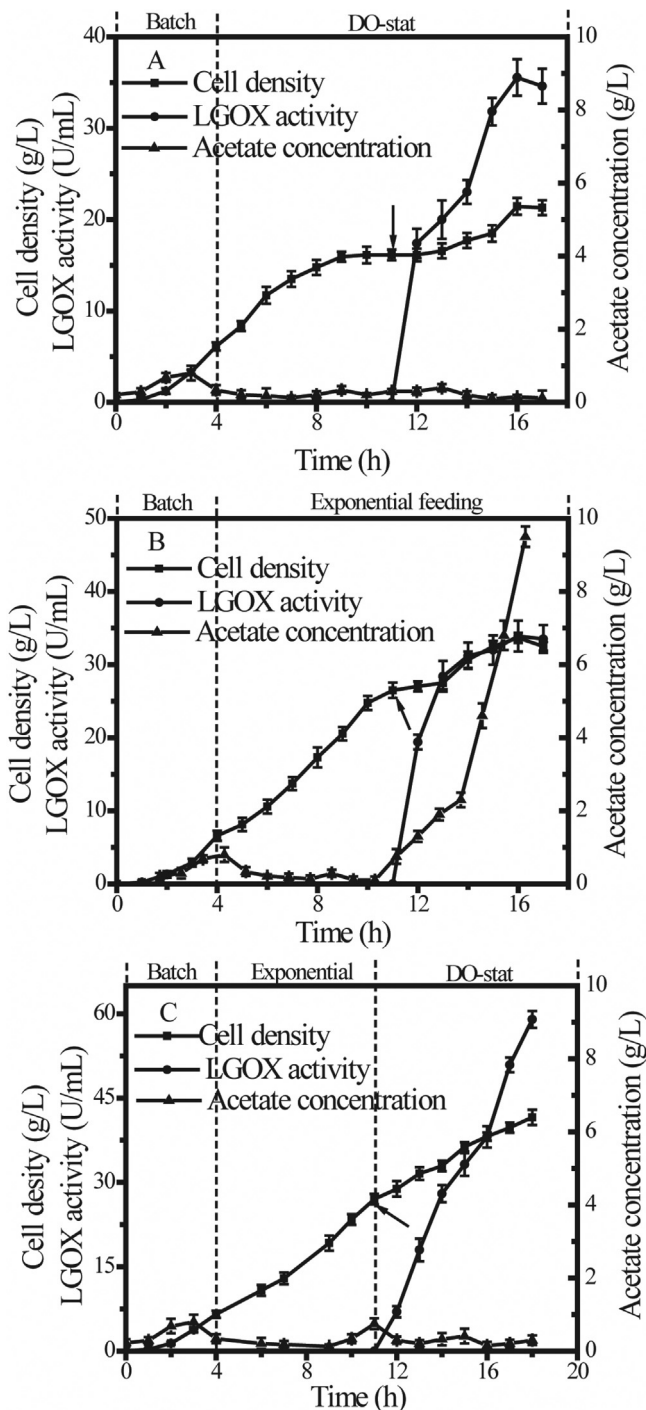 Batch DO-stat
A
Cell density
LGOX activity
Acetate concentration
Cell density (g/L)
LGOX activity (U/mL)
Acetate concentration (g/L)
40
30
20
10
0
10
8
6
4
2
0
0 4 8 12 16
Time (h)
Batch Exponential feeding
B
Cell density
LGOX activity
Acetate concentration
Cell density (g/L)
LGOX activity (U/mL)
Acetate concentration (g/L)
50
40
30
20
10
0
10
8
6
4
2
0
0 4 8 12 16
Time (h)
Batch Exponential DO-stat
C
Cell density
LGOX activity
Acetate concentration
Cell desity (g/L)
LGOX activity (U/mL)
Acetate concentration (g/L)
60
45
30
15
0
10
8
6
4
2
0
0 4 8 12 16 20
Time (h)